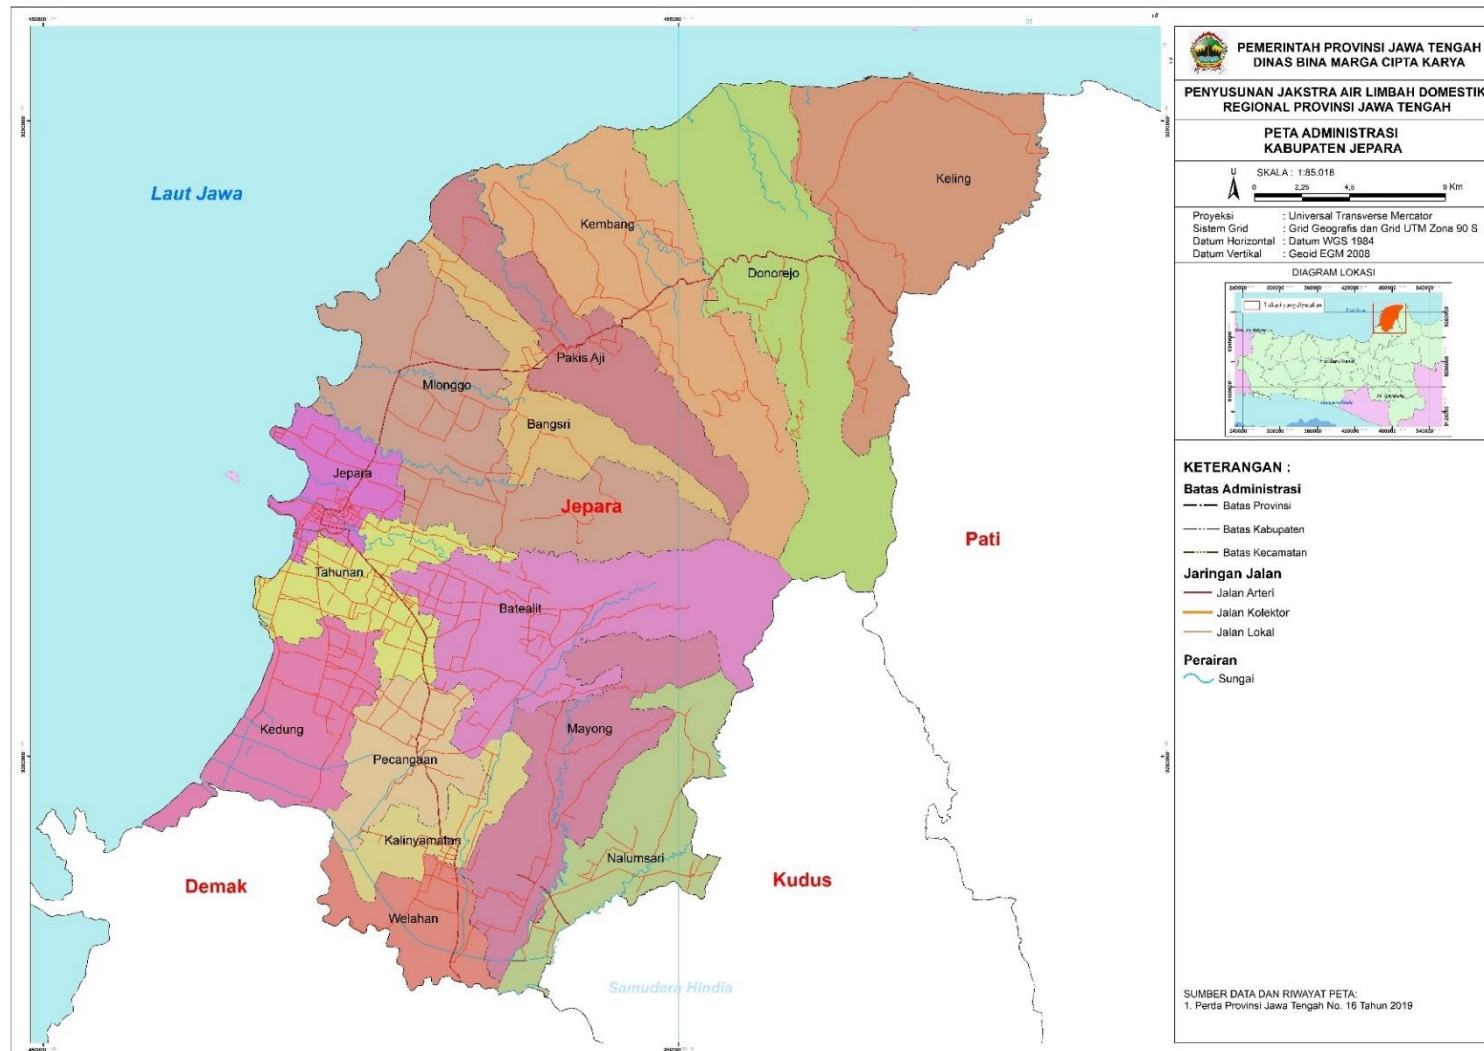 PEMERINTAH PROVINSI JAWA TENGAH
DINAS BINA MARGA CIPTA KARYA
PENYUSUNAN JAKSTRA AIR LIMBAH DOMESTIK
REGIONAL PROVINSI JAWA TENGAH
PETA ADMINISTRASI
KABUPATEN JEPARA
U
SKALA : 1:85.018
0 2,25 4,5 9 Km
Proyeksi : Universal Transverse Mercator
Sistem Grid : Grid Geografis dan Grid UTM Zona 90 S
Datum Horizontal : Datum WGS 1984
Datum Vertikal : Geoid EGM 2008
DIAGRAM LOKASI
KETERANGAN :
Batas Administrasi
Batas Provinsi
Batas Kabupaten
Batas Kecamatan
Jaringan Jalan
Jalan Arteri
Jalan Kolektor
Jalan Lokal
Perairan
Sungai
SUMBER DATA DAN RIWAYAT PETA:
1. Perda Provinsi Jawa Tengah No. 16 Tahun 2019
Laut Jawa
Keling
Kembang
Donorejo
Pakis Aji
Mlonggo
Bangsri
Jepara
Jepara
Pati
Tahunan
Batealit
Kedung
Mayong
Pecangaan
Kalinyamatan
Nalumsari
Demak
Kudus
Welahan
Samudera Hindia